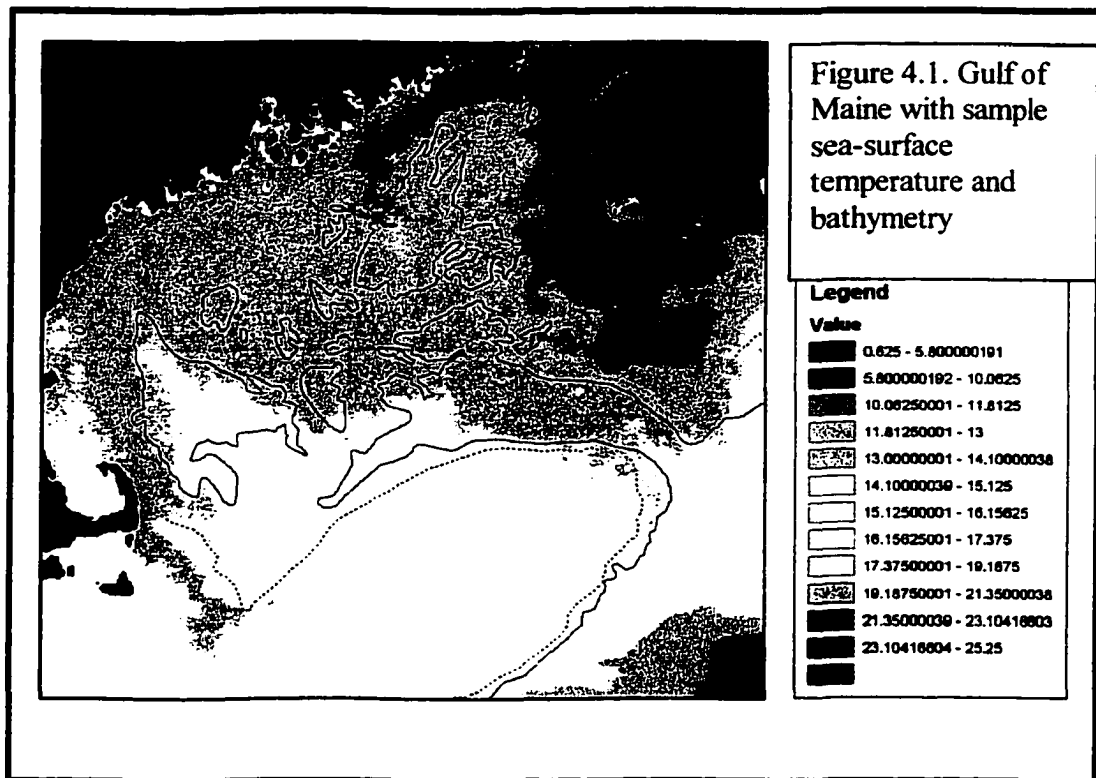 Figure 4.1. Gulf of
Maine with sample
sea-surface
temperature and
bathymetry
Legend
Value
0.625 - 5.800000191
5.800000192 - 10.0625
10.06250001 - 11.8125
11.81250001 - 13
13.00000001 - 14.10000038
14.10000039 - 15.125
15.12500001 - 16.15625
16.15625001 - 17.375
17.37500001 - 19.1875
19.18750001 - 21.35000038
21.35000039 - 23.10416603
23.10416604 - 25.25